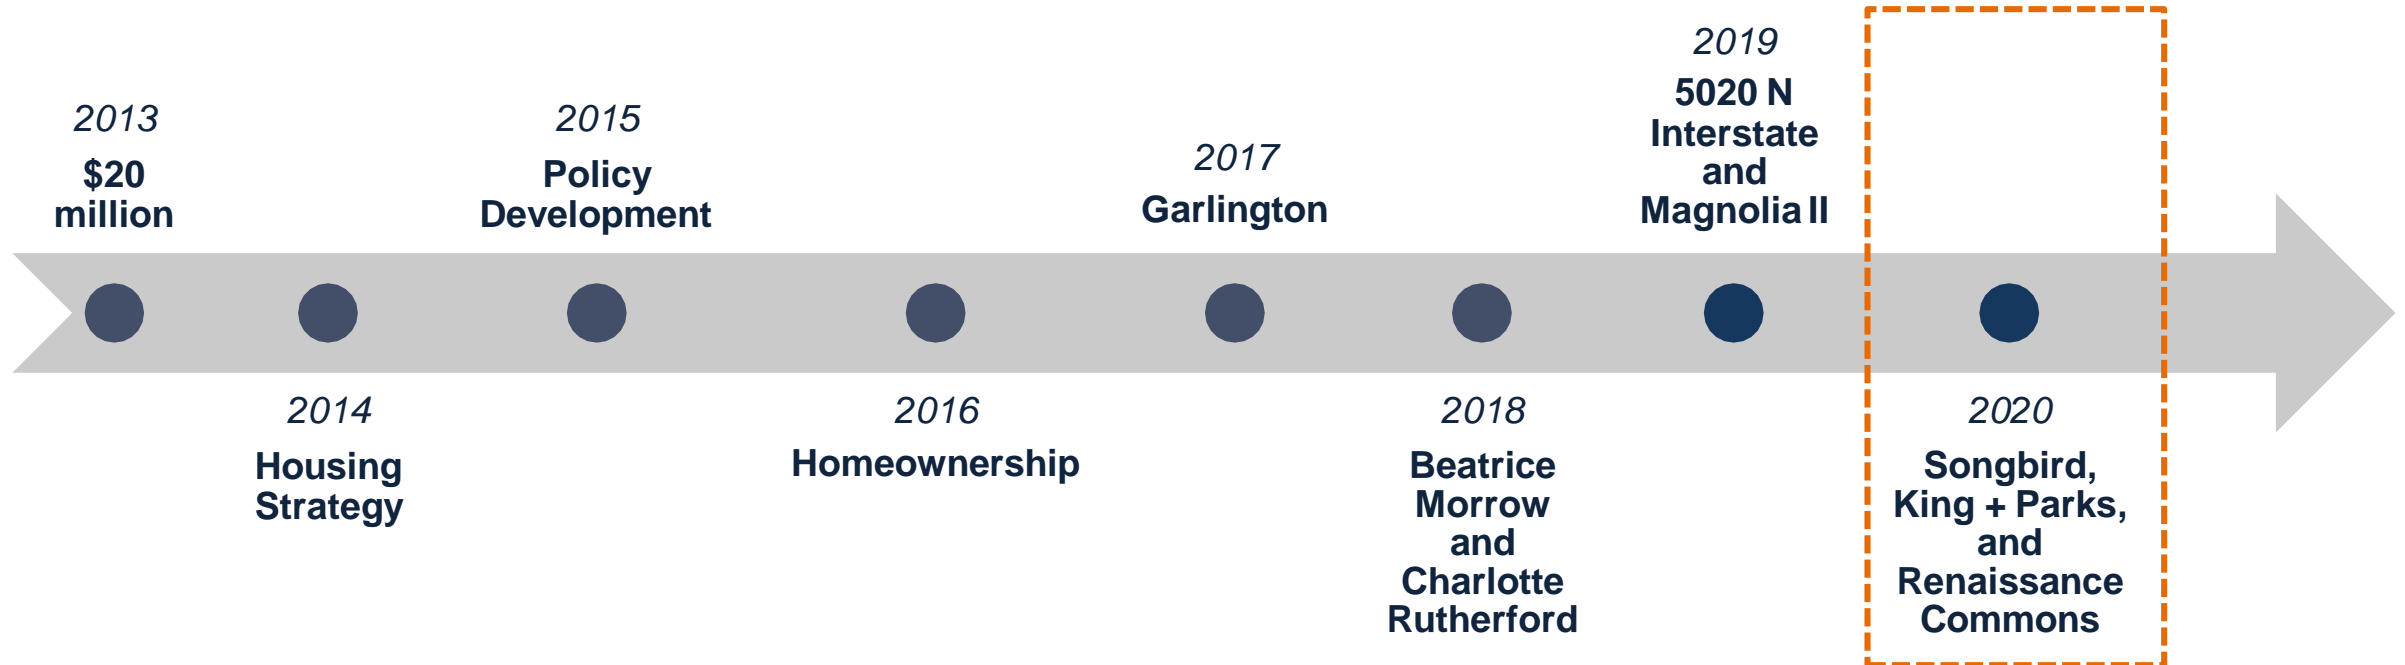 2013
$20
million
2014
Housing
Strategy
2015
Policy
Development
2016
Homeownership
2017
Garlington
2018
Beatrice
Morrow
and
Charlotte
Rutherford
2019
5020 N
Interstate
and
Magnolia II
2020
Songbird,
King + Parks,
and
Renaissance
Commons